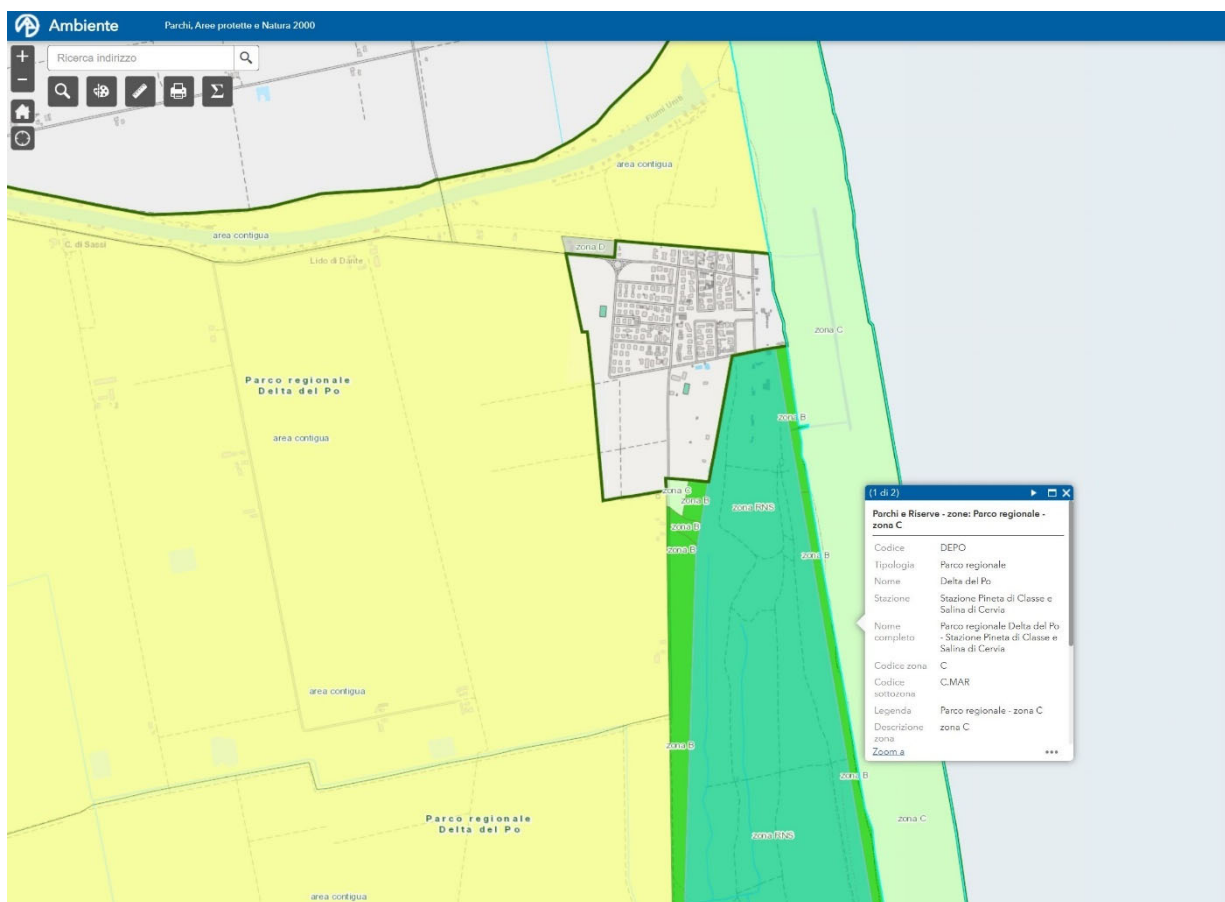 Ambiente
Parchi, Aree protette e Natura 2000
+
Ricerca indirizzo
−
Σ
Fiumi Uniti
area contigua
area contigua
C. di Sassi
Lido di Dante
zona D
zona C
Parco regionale
Delta del Po
area contigua
zona B
zona C
zona B
zona RNS
zona B
zona B
zona B
area contigua
zona B
zona B
Parco regionale
Delta del Po
zona C
zona RNS
area contigua
(1 di 2)
Parchi e Riserve - zone: Parco regionale -
zona C
Codice DEPO
Tipologia Parco regionale
Nome Delta del Po
Stazione Stazione Pineta di Classe e
Salina di Cervia
Nome Parco regionale Delta del Po
completo - Stazione Pineta di Classe e
Salina di Cervia
Codice zona C
Codice C.MAR
sottozona
Legenda Parco regionale - zona C
Descrizione zona C
zona
Zoom a